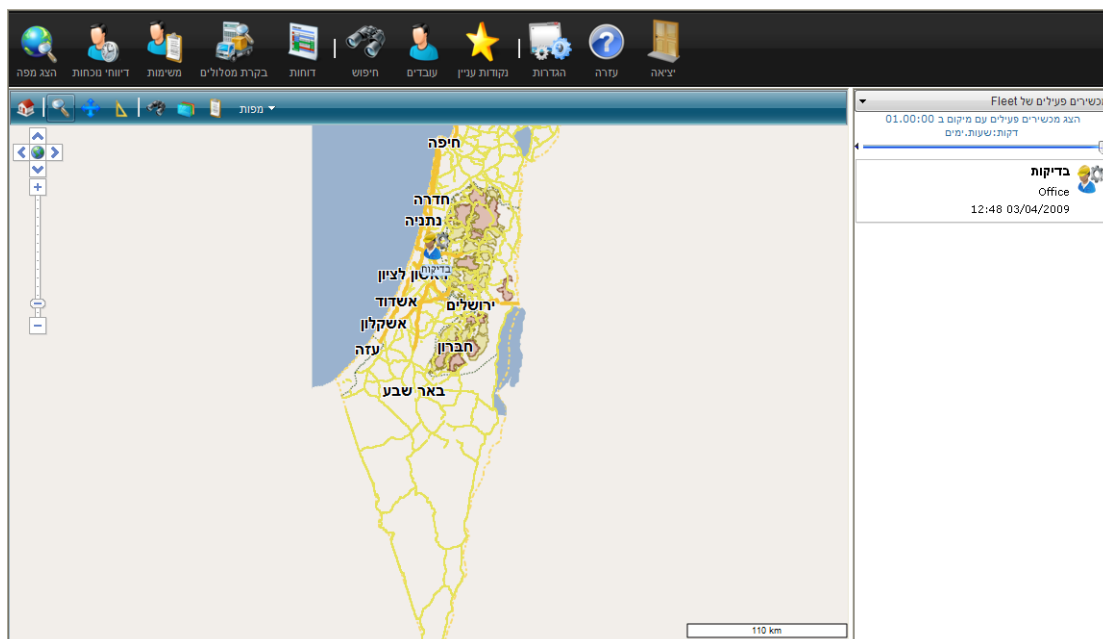 הצג מפה
דיווחי נוכחות
משימות
בקרת מסלולים
דוחות
חיפוש
עובדים
נקודות עניין
הגדרות
עזרה
יציאה
מפות
מכשירים פעילים של Fleet
הצג מכשירים פעילים עם מיקום ב 01.00:00
דקות:שעות.ימים
בדיקות
Office
12:48 03/04/2009
חיפה
חדרה
נתניה
בדיקות
ראשון לציון
אשדוד
ירושלים
אשקלון
חברון
עזה
באר שבע
110 km